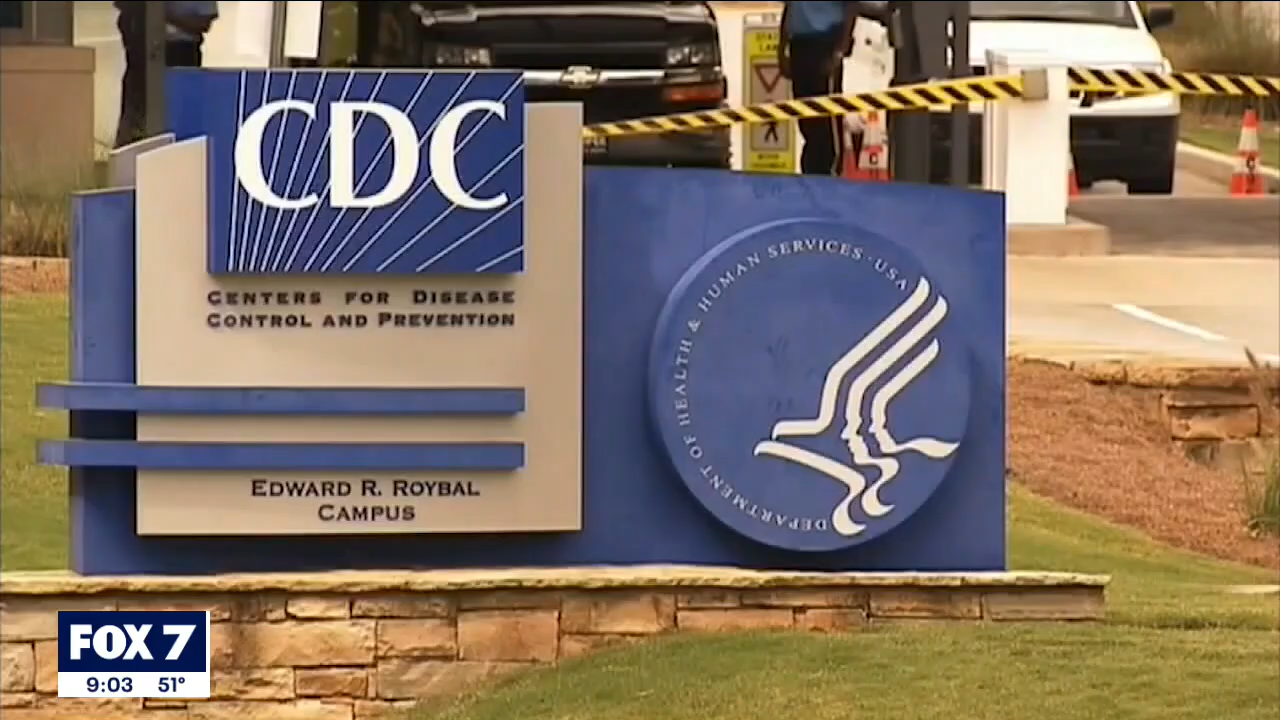 CDC
CENTERS FOR DISEASE
CONTROL AND PREVENTION
EDWARD R. ROYBAL
CAMPUS
DEPARTMENT OF HEALTH & HUMAN SERVICES · USA
FOX 7
9:03 51°